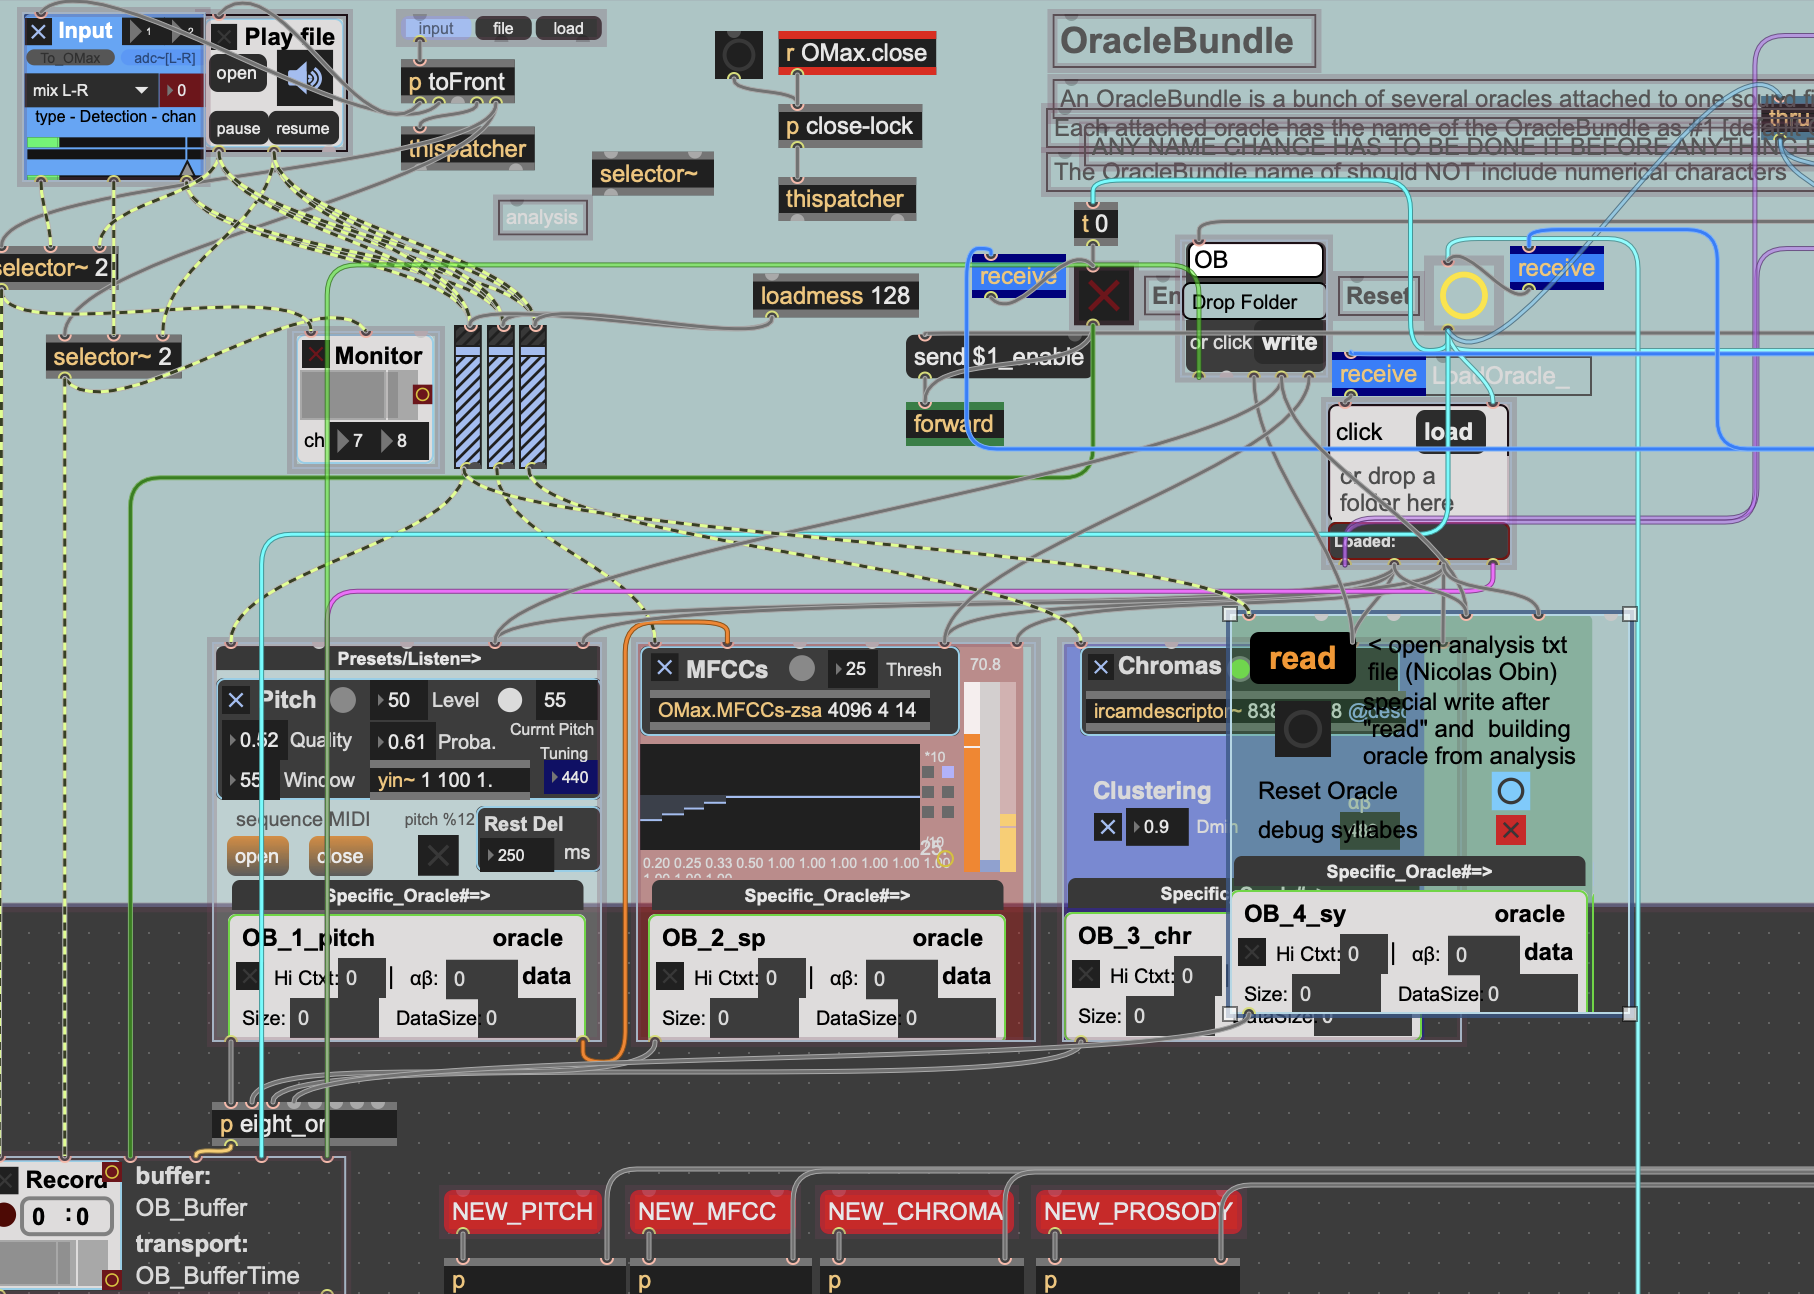 Input
1
2
To_OMax
adc~[L-R]
mix L-R
0
type - Detection - chan
Play file
open
pause
resume
input
file
load
p toFront
thispatcher
selector~
analysis
r OMax.close
p close-lock
thispatcher
OracleBundle
An OracleBundle is a bunch of several oracles attached to one sound fi
Each attached oracle has the name of the OracleBundle as #1 [default
ANY NAME CHANGE HAS TO BE DONE IT BEFORE ANYTHING E
The OracleBundle name of should NOT include numerical characters
thru
t 0
receive
En
OB
Drop Folder
or click write
Reset
receive
selector~ 2
selector~ 2
loadmess 128
send $1_enable
forward
Monitor
ch
7
8
receive
LoadOracle_
click
load
or drop a
folder here
Loaded:
Presets/Listen=>
Pitch
50
Level
55
0.52
Quality
0.61
Proba.
Currnt Pitch
Tuning
55
Window
yin~ 1 100 1.
440
sequence MIDI
pitch %12
open
close
Rest Del
250
ms
Specific_Oracle#=>
OB_1_pitch
oracle
Hi Ctxt:
0
|
αβ:
0
data
Size:
0
DataSize:
0
MFCCs
25
Thresh
70.8
OMax.MFCCs-zsa 4096 4 14
*10
0.20 0.25 0.33 0.50 1.00 1.00 1.00 1.00 1.00 1.00
Specific_Oracle#=>
OB_2_sp
oracle
Hi Ctxt:
0
|
αβ:
0
data
Size:
0
DataSize:
0
Chromas
ircamdescriptor~ 838
8 @desc
Clustering
0.9
Dmin
Specific
OB_3_chr
Hi Ctxt:
0
Size:
0
DataSize:
0
read
< open analysis txt
file (Nicolas Obin)
special write after
"read" and building
oracle from analysis
Reset Oracle
debug syllabes
Specific_Oracle#=>
OB_4_sy
oracle
Hi Ctxt:
0
|
αβ:
0
data
Size:
0
DataSize:
0
p eight_or
Record
0 :0
buffer:
OB_Buffer
transport:
OB_BufferTime
NEW_PITCH
NEW_MFCC
NEW_CHROMA
NEW_PROSODY
p
p
p
p